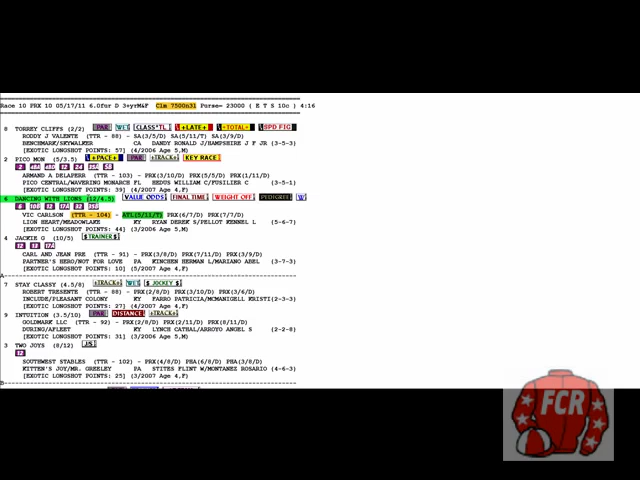 Race 10 PRX 10 05/17/11 6.0fur D 3+yrM&F Clm 7500n3l Purse= 23000 ( E T S 10c ) 4:16
8 TORREY CLIFFS (2/2) PAR WET CLASS*TL +LATE+ +TOTAL+ SPD FIG
RODDY J VALENTE (TTR - 88) - SA(3/5/D) SA(5/11/T) SA(3/9/D)
BENCHMARK/SKYWALKER CA DANDY RONALD J/HAMPSHIRE J F JR (3-5-3)
[EXOTIC LONGSHOT POINTS: 57] (4/2006 Age 5,M)
2 PICO MON (5/3.5) +PACE+ PAR +TRACK+ KEY RACE
ARMAND A DELAPERR (TTR - 103) - PRX(3/10/D) PRX(5/5/D) PRX(1/11/D)
PICO CENTRAL/WAVERING MONARCH FL HEDUS WILLIAM C/FUSILIER C (3-5-1)
[EXOTIC LONGSHOT POINTS: 39] (4/2007 Age 4,F)
6 DANCING WITH LIONS (12/4.5) VALUE ODDS FINAL TIME WEIGHT OFF PEDIGREE
VIC CARLSON (TTR - 104) - ATL(5/11/T) PRX(6/7/D) PRX(7/7/D)
LION HEART/MEADOWLAKE KY RYAN DEREK S/PELLOT KENNEL L (5-6-7)
[EXOTIC LONGSHOT POINTS: 44] (3/2006 Age 5,M)
4 JACKIE G (10/5) $TRAINER$
12 18 17A
CARL AND JEAN PRE (TTR - 91) - PRX(3/8/D) PRX(7/11/D) PRX(3/9/D)
PARTNER'S HERO/NOT FOR LOVE PA KINCHEN HERMAN L/MARIANO ABEL (3-7-3)
[EXOTIC LONGSHOT POINTS: 10] (5/2007 Age 4,F)
A
7 STAY CLASSY (4.5/8) +TRACK+ WET $ JOCKEY $
ROBERT TRESENTE (TTR - 88) - PRX(2/8/D) PRX(3/10/D) PRX(3/6/D)
INCLUDE/PLEASANT COLONY KY FARRO PATRICIA/MCMANIGELL KRISTI(2-3-3)
[EXOTIC LONGSHOT POINTS: 27] (4/2007 Age 4,F)
9 INTUITION (3.5/10) PAR DISTANCE +TRACK+
GOLDMARK LLC (TTR - 92) - PRX(2/8/D) PRX(2/11/D) PRX(8/11/D)
DURING/AFLEET KY LYNCH CATHAL/ARROYO ANGEL S (2-2-8)
[EXOTIC LONGSHOT POINTS: 31] (3/2006 Age 5,M)
3 TWO JOYS (8/12) J/S
12
SOUTHWEST STABLES (TTR - 102) - PRX(4/8/D) PHA(6/8/D) PHA(3/8/D)
KITTEN'S JOY/MR. GREELEY PA STITES FLINT W/MONTANEZ ROSARIO (4-6-3)
[EXOTIC LONGSHOT POINTS: 25] (3/2007 Age 4,F)
B
FCR